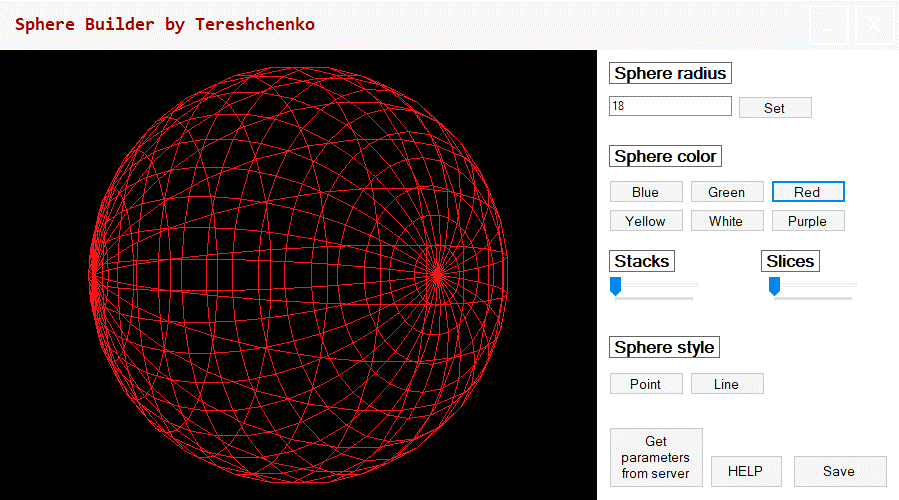 Sphere Builder by Tereshchenko
_ X
Sphere radius
18
Set
Sphere color
Blue Green Red
Yellow White Purple
Stacks Slices
Sphere style
Point Line
Get
parameters
from server
HELP
Save